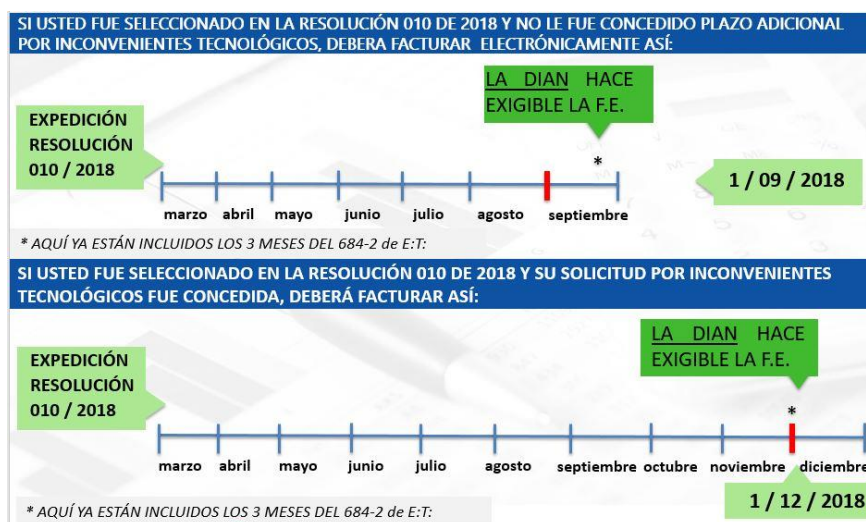 SI USTED FUE SELECCIONADO EN LA RESOLUCIÓN 010 DE 2018 Y NO LE FUE CONCEDIDO PLAZO ADICIONAL
POR INCONVENIENTES TECNOLÓGICOS, DEBERA FACTURAR ELECTRÓNICAMENTE ASÍ:
LA DIAN HACE
EXIGIBLE LA F.E.
EXPEDICIÓN
RESOLUCIÓN
010 / 2018
*
1 / 09 / 2018
marzo abril mayo junio julio agosto septiembre
* AQUÍ YA ESTÁN INCLUIDOS LOS 3 MESES DEL 684-2 de E:T:
SI USTED FUE SELECCIONADO EN LA RESOLUCIÓN 010 DE 2018 Y SU SOLICITUD POR INCONVENIENTES
TECNOLÓGICOS FUE CONCEDIDA, DEBERÁ FACTURAR ASÍ:
LA DIAN HACE
EXIGIBLE LA F.E.
EXPEDICIÓN
RESOLUCIÓN
010 / 2018
*
marzo abril mayo junio julio agosto septiembre octubre noviembre diciembre
1 / 12 / 2018
* AQUÍ YA ESTÁN INCLUIDOS LOS 3 MESES DEL 684-2 de E:T: